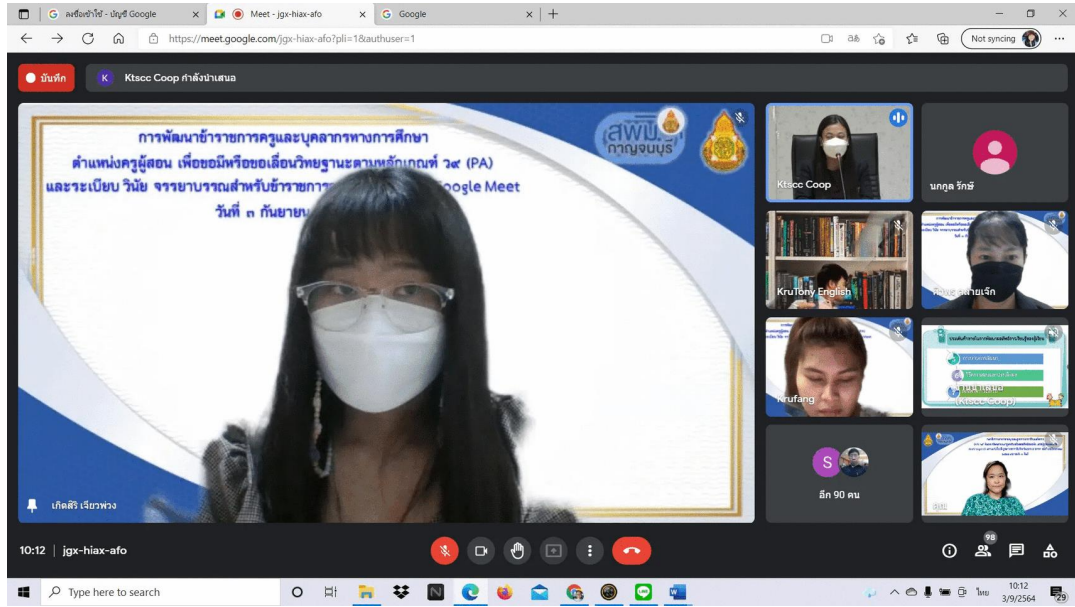 ลงชื่อเข้าใช้ - บัญชี Google
Meet - jgx-hiax-afo
Google
https://meet.google.com/jgx-hiax-afo?pli=1&authuser=1
Not syncing
บันทึก
K
Ktscc Coop กำลังนำเสนอ
การพัฒนาข้าราชการครูและบุคลากรทางการศึกษา
ตำแหน่งครูผู้สอน เพื่อขอมีหรือขอเลื่อนวิทยฐานะตามหลักเกณฑ์ ว๙ (PA)
และระเบียบ วินัย จรรยาบรรณสำหรับข้าราชการ
Google Meet
วันที่ ๓ กันยายน
สพม.
กาญจนบุรี
เกิดสิริ เจียวพ่วง
Ktscc Coop
นกกูต รักษ์
KruTony English
Krufang
(Ktscc Coop)
S
อีก 90 คน
คุณ
10:12 | jgx-hiax-afo
98
Type here to search
ไทย
10:12
3/9/2564
29